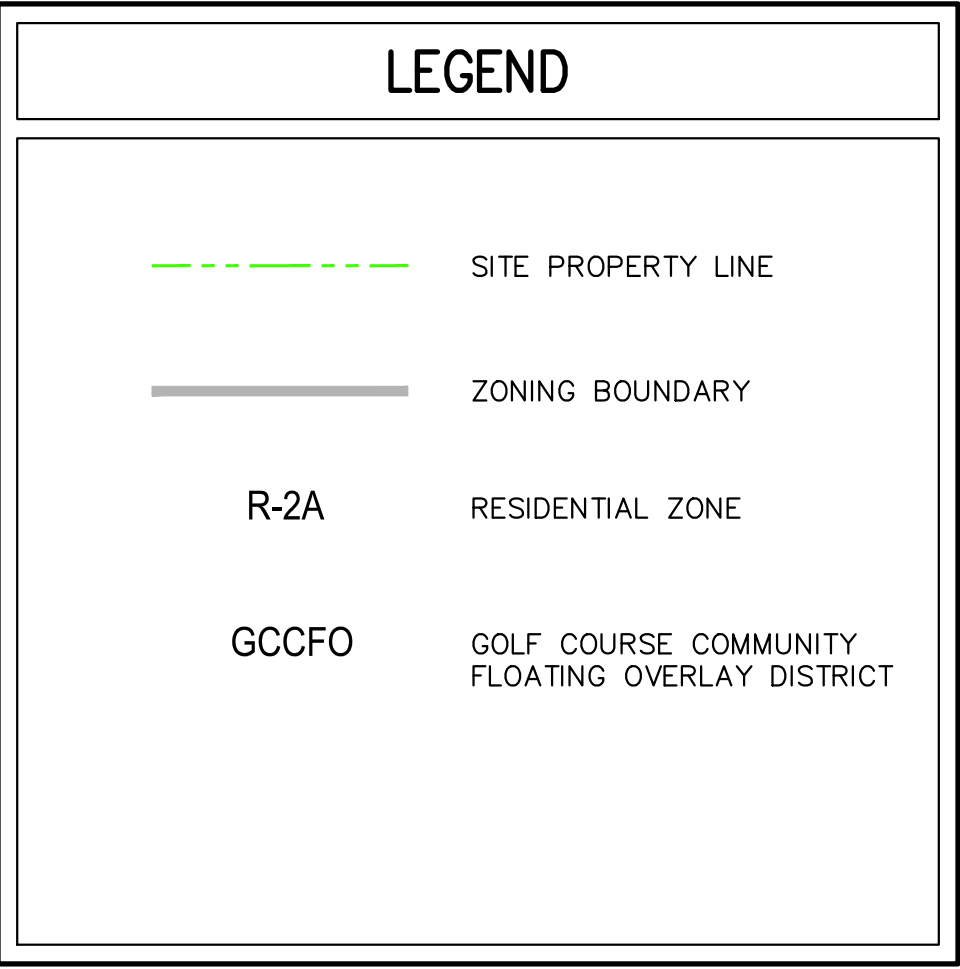 LEGEND
SITE PROPERTY LINE
ZONING BOUNDARY
R-2A RESIDENTIAL ZONE
GCCFO GOLF COURSE COMMUNITY
FLOATING OVERLAY DISTRICT